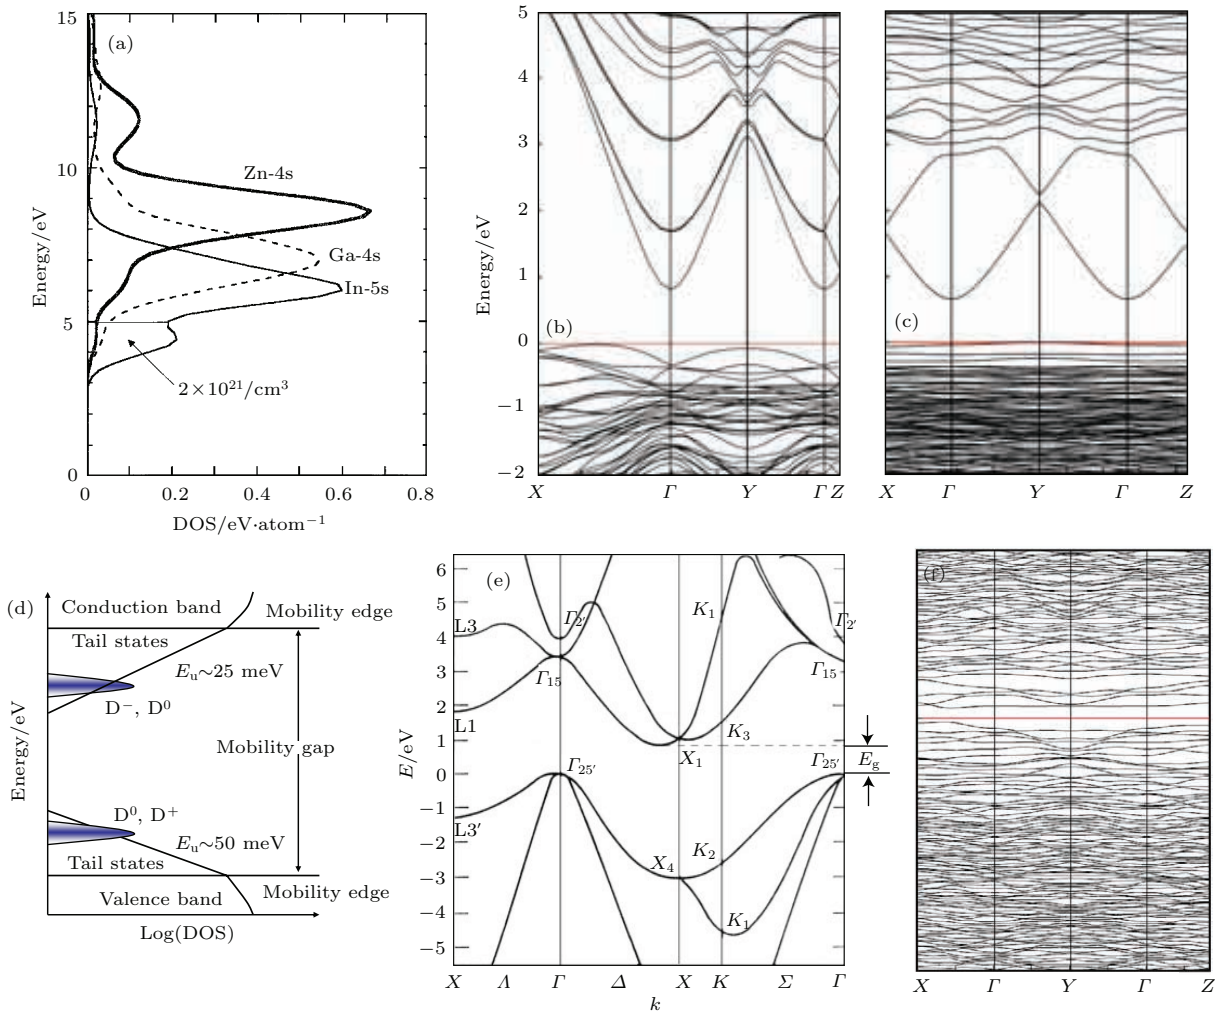 15
(a)
10
5
0
Energy/eV
Zn-4s
Ga-4s
In-5s
2×10²¹/cm³
0 0.2 0.4 0.6 0.8
DOS/eV·atom⁻¹
5
4
3
2
1
0
−1
−2
Energy/eV
(b)
X Γ Y Γ Z
(c)
X Γ Y Γ Z
(d)
Conduction band
Mobility edge
Tail states
Eu~25 meV
D⁻, D⁰
Mobility gap
Energy/eV
D⁰, D⁺
Eu~50 meV
Tail states
Mobility edge
Valence band
Log(DOS)
6
5
4
3
2
1
0
−1
−2
−3
−4
−5
E/eV
(e)
L3
Γ2′
K1
Γ2′
Γ15
Γ15
L1
K3
X1
Eg
Γ25′
Γ25′
L3′
X4
K2
K1
X Λ Γ Δ X K Σ Γ
k
(f)
X Γ Y Γ Z